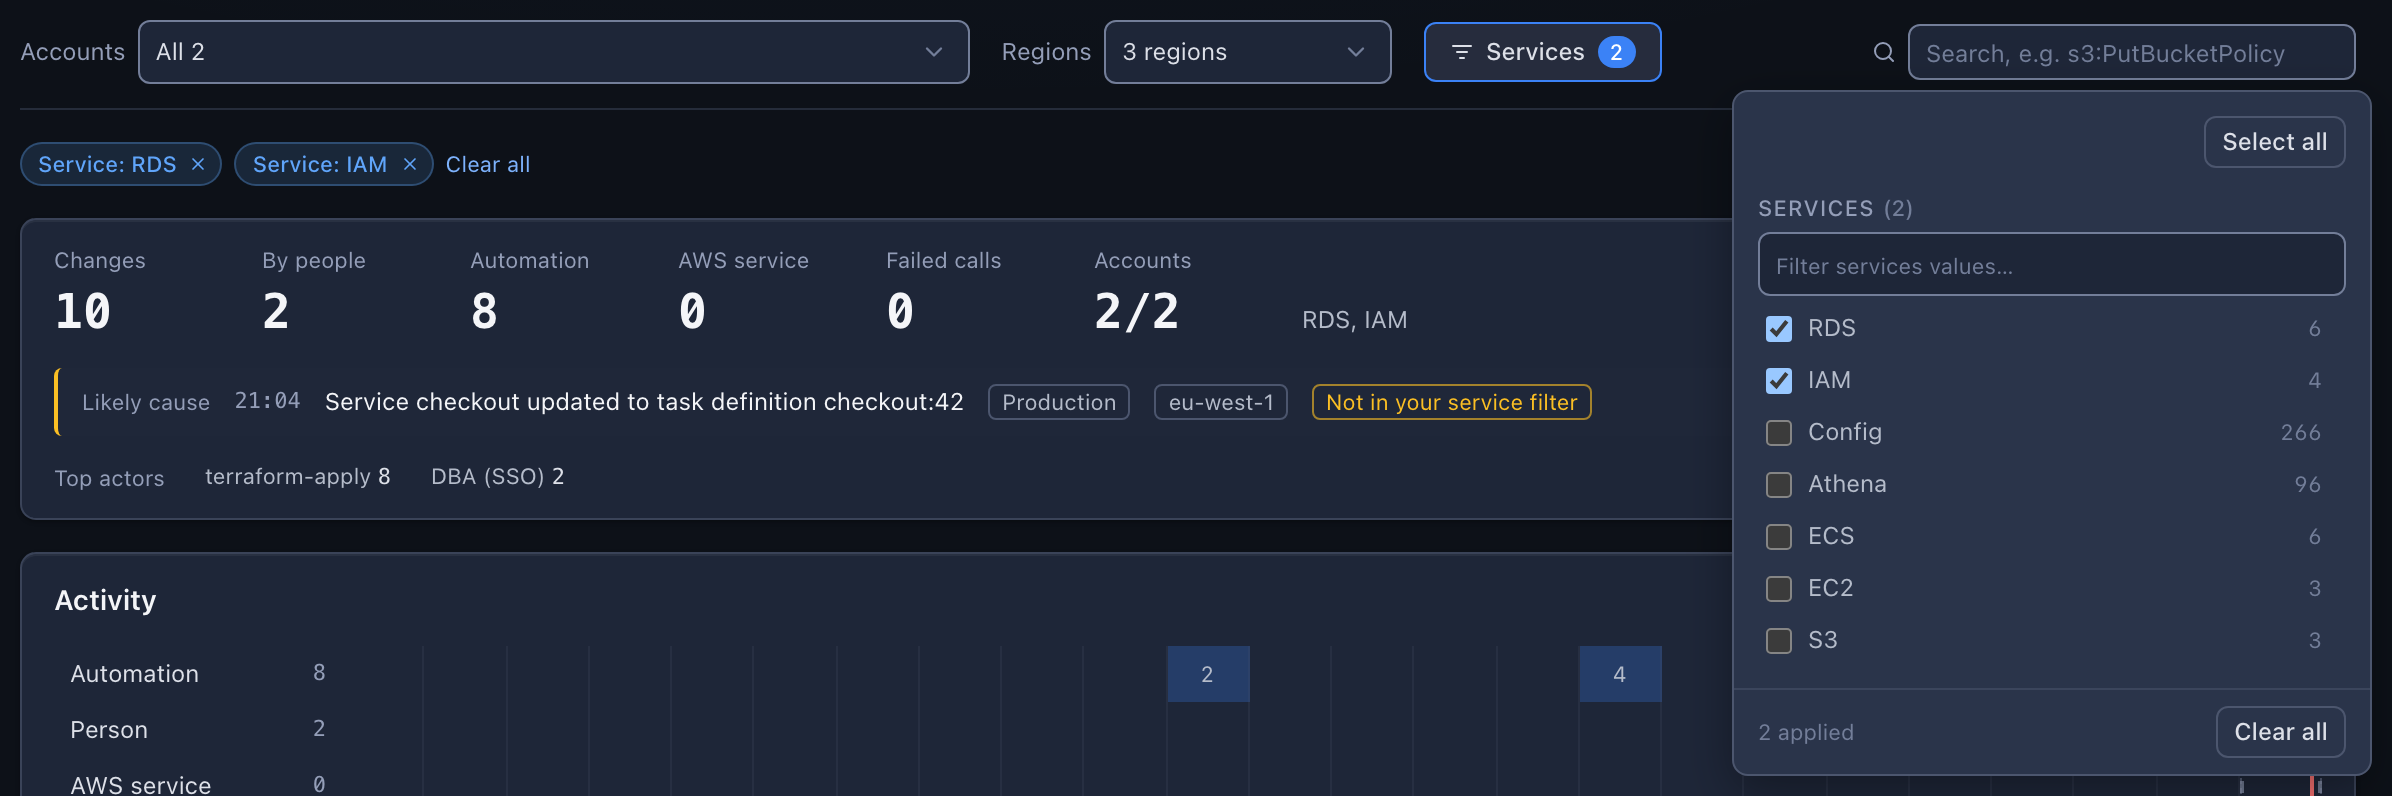 Accounts All 2 Regions 3 regions Services 2 Search, e.g. s3:PutBucketPolicy
Service: RDS × Service: IAM × Clear all
Changes By people Automation AWS service Failed calls Accounts
10 2 8 0 0 2/2 RDS, IAM
Likely cause 21:04 Service checkout updated to task definition checkout:42 Production eu-west-1 Not in your service filter
Top actors terraform-apply 8 DBA (SSO) 2
Activity
Automation 8 2 4
Person 2
AWS service 0
Select all
SERVICES (2)
Filter services values...
RDS 6
IAM 4
Config 266
Athena 96
ECS 6
EC2 3
S3 3
2 applied Clear all